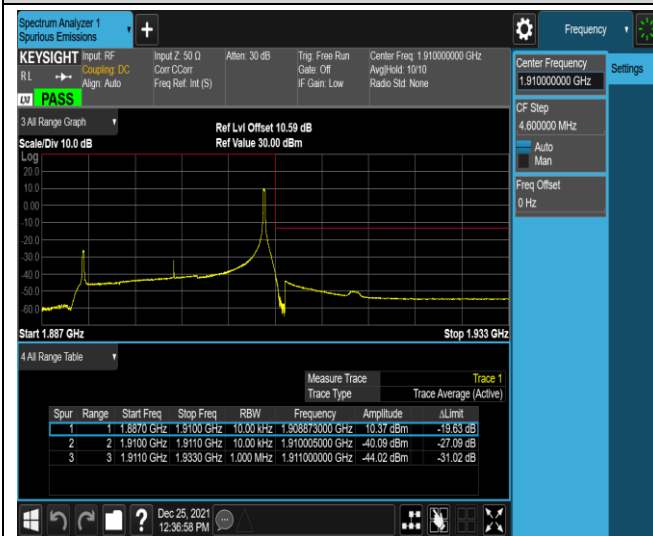 Spectrum Analyzer 1
Spurious Emissions
Frequency
KEYSIGHT Input: RF Input Z: 50 Ω Atten: 30 dB Trig: Free Run Center Freq: 1.910000000 GHz
RL Coupling: DC Corr CCorr Gate: Off Avg|Hold: 10/10
Align: Auto Freq Ref: Int (S) IF Gain: Low Radio Std: None
LXI PASS
Center Frequency
1.910000000 GHz
Settings
CF Step
4.600000 MHz
Auto
Man
Freq Offset
0 Hz
3 All Range Graph
Ref Lvl Offset 10.59 dB
Scale/Div 10.0 dB Ref Value 30.00 dBm
Log
20.0
10.0
0.00
-10.0
-20.0
-30.0
-40.0
-50.0
-60.0
Start 1.887 GHz Stop 1.933 GHz
4 All Range Table
Measure Trace Trace 1
Trace Type Trace Average (Active)
Spur Range Start Freq Stop Freq RBW Frequency Amplitude ΔLimit
1 1 1.8870 GHz 1.9100 GHz 10.00 kHz 1.908873000 GHz 10.37 dBm -19.63 dB
2 2 1.9100 GHz 1.9110 GHz 10.00 kHz 1.910005000 GHz -40.09 dBm -27.09 dB
3 3 1.9110 GHz 1.9330 GHz 1.000 MHz 1.911000000 GHz -44.02 dBm -31.02 dB
Dec 25, 2021
12:36:58 PM